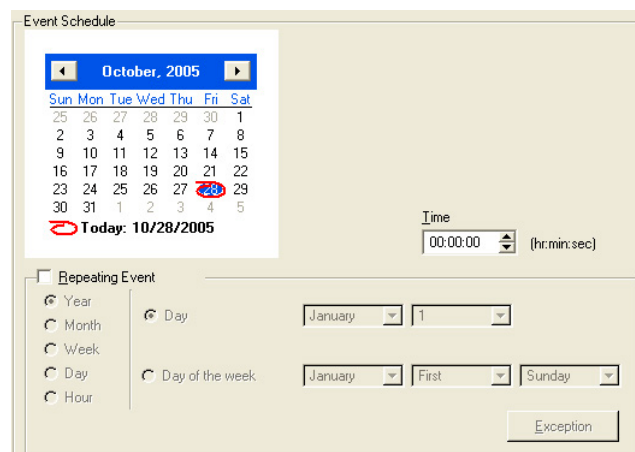 Event Schedule
October, 2005
Sun Mon Tue Wed Thu Fri Sat
25 26 27 28 29 30 1
2 3 4 5 6 7 8
9 10 11 12 13 14 15
16 17 18 19 20 21 22
23 24 25 26 27 28 29
30 31 1 2 3 4 5
Today: 10/28/2005
Time
00:00:00 (hr:min:sec)
Repeating Event
Year
Month
Week
Day
Hour
Day January 1
Day of the week January First Sunday
Exception